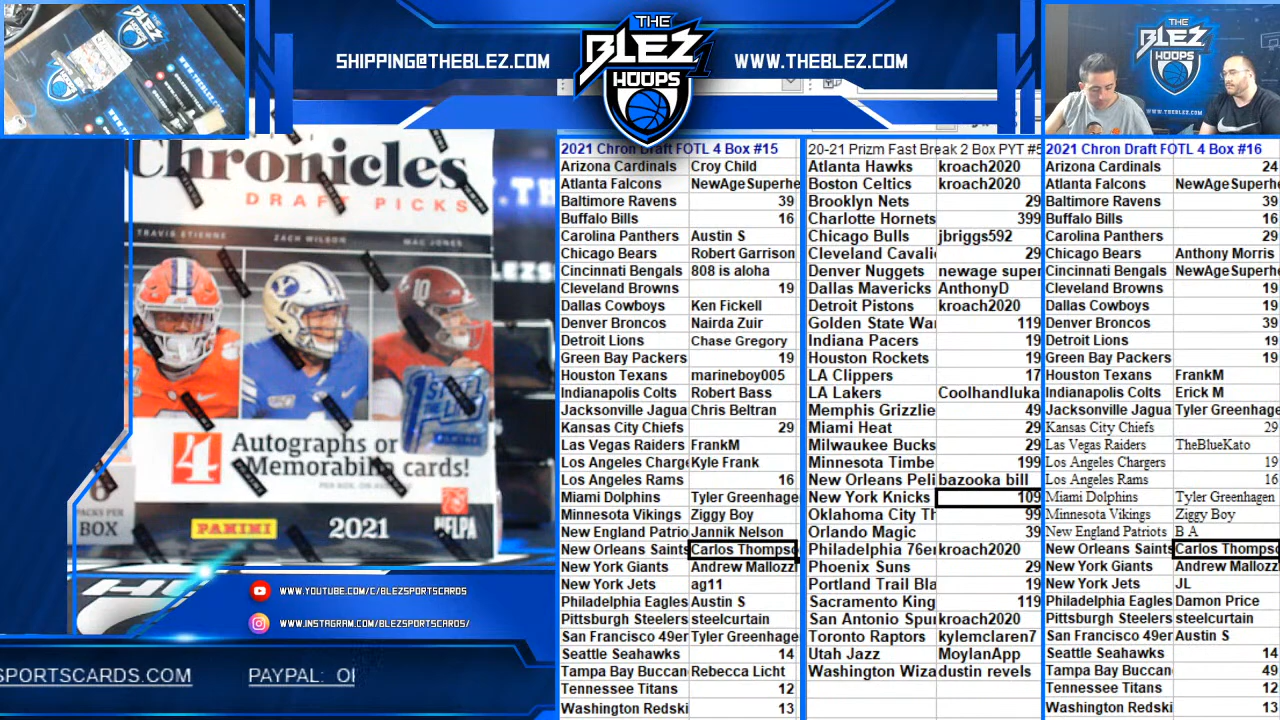 SHIPPING@THEBLEZ.COM
THE
BLEZ
HOOPS
1
WWW.THEBLEZ.COM
THE
BLEZ
HOOPS
WWW.THEBLEZ.COM
Chronicles
DRAFT PICKS
TRAVIS ETIENNE ZACH WILSON MAC JONES
10
4 Autographs or
Memorabilia cards!
6
PACKS PER
BOX
PANINI 2021 NFLPA
WWW.YOUTUBE.COM/C/BLEZSPORTSCARDS
WWW.INSTAGRAM.COM/BLEZSPORTSCARDS/
SPORTSCARDS.COM PAYPAL:
2021 Chron Draft FOTL 4 Box #15
Arizona Cardinals Croy Child
Atlanta Falcons NewAge Superhe
Baltimore Ravens 39
Buffalo Bills 16
Carolina Panthers Austin S
Chicago Bears Robert Garrison
Cincinnati Bengals 808 is aloha
Cleveland Browns 19
Dallas Cowboys Ken Fickell
Denver Broncos Nairda Zuir
Detroit Lions Chase Gregory
Green Bay Packers 19
Houston Texans marineboy005
Indianapolis Colts Robert Bass
Jacksonville Jagua Chris Beltran
Kansas City Chiefs 29
Las Vegas Raiders FrankM
Los Angeles Charge Kyle Frank
Los Angeles Rams 16
Miami Dolphins Tyler Greenhage
Minnesota Vikings Ziggy Boy
New England Patrio Jannik Nelson
New Orleans Saints Carlos Thompso
New York Giants Andrew Mallozz
New York Jets ag11
Philadelphia Eagles Austin S
Pittsburgh Steelers steelcurtain
San Francisco 49er Tyler Greenhage
Seattle Seahawks 14
Tampa Bay Buccan Rebecca Licht
Tennessee Titans 12
Washington Redski 13
20-21 Prizm Fast Break 2 Box PYT #5
Atlanta Hawks kroach2020
Boston Celtics kroach2020
Brooklyn Nets 29
Charlotte Hornets 399
Chicago Bulls jbriggs592
Cleveland Cavali 29
Denver Nuggets newage super
Dallas Mavericks AnthonyD
Detroit Pistons kroach2020
Golden State Wa 119
Indiana Pacers 19
Houston Rockets 19
LA Clippers 17
LA Lakers Coolhandluka
Memphis Grizzlie 49
Miami Heat 29
Milwaukee Bucks 29
Minnesota Timbe 199
New Orleans Peli bazooka bill
New York Knicks 109
Oklahoma City Th 99
Orlando Magic 39
Philadelphia 76er kroach2020
Phoenix Suns 29
Portland Trail Bla 19
Sacramento King 119
San Antonio Spu kroach2020
Toronto Raptors kylemclaren7
Utah Jazz MoylanApp
Washington Wiza dustin revels
2021 Chron Draft FOTL 4 Box #16
Arizona Cardinals 24
Atlanta Falcons NewAge Superh
Baltimore Ravens 39
Buffalo Bills 16
Carolina Panthers 29
Chicago Bears Anthony Morris
Cincinnati Bengals NewAge Superh
Cleveland Browns 19
Dallas Cowboys 19
Denver Broncos 39
Detroit Lions 19
Green Bay Packers 19
Houston Texans FrankM
Indianapolis Colts Erick M
Jacksonville Jagua Tyler Greenhage
Kansas City Chiefs 29
Las Vegas Raiders TheBlueKato
Los Angeles Chargers 19
Los Angeles Rams 16
Miami Dolphins Tyler Greenhagen
Minnesota Vikings Ziggy Boy
New England Patriots B A
New Orleans Saints Carlos Thompso
New York Giants Andrew Mallozz
New York Jets JL
Philadelphia Eagles Damon Price
Pittsburgh Steelers steelcurtain
San Francisco 49er Austin S
Seattle Seahawks 14
Tampa Bay Buccan 49
Tennessee Titans 12
Washington Redski 13